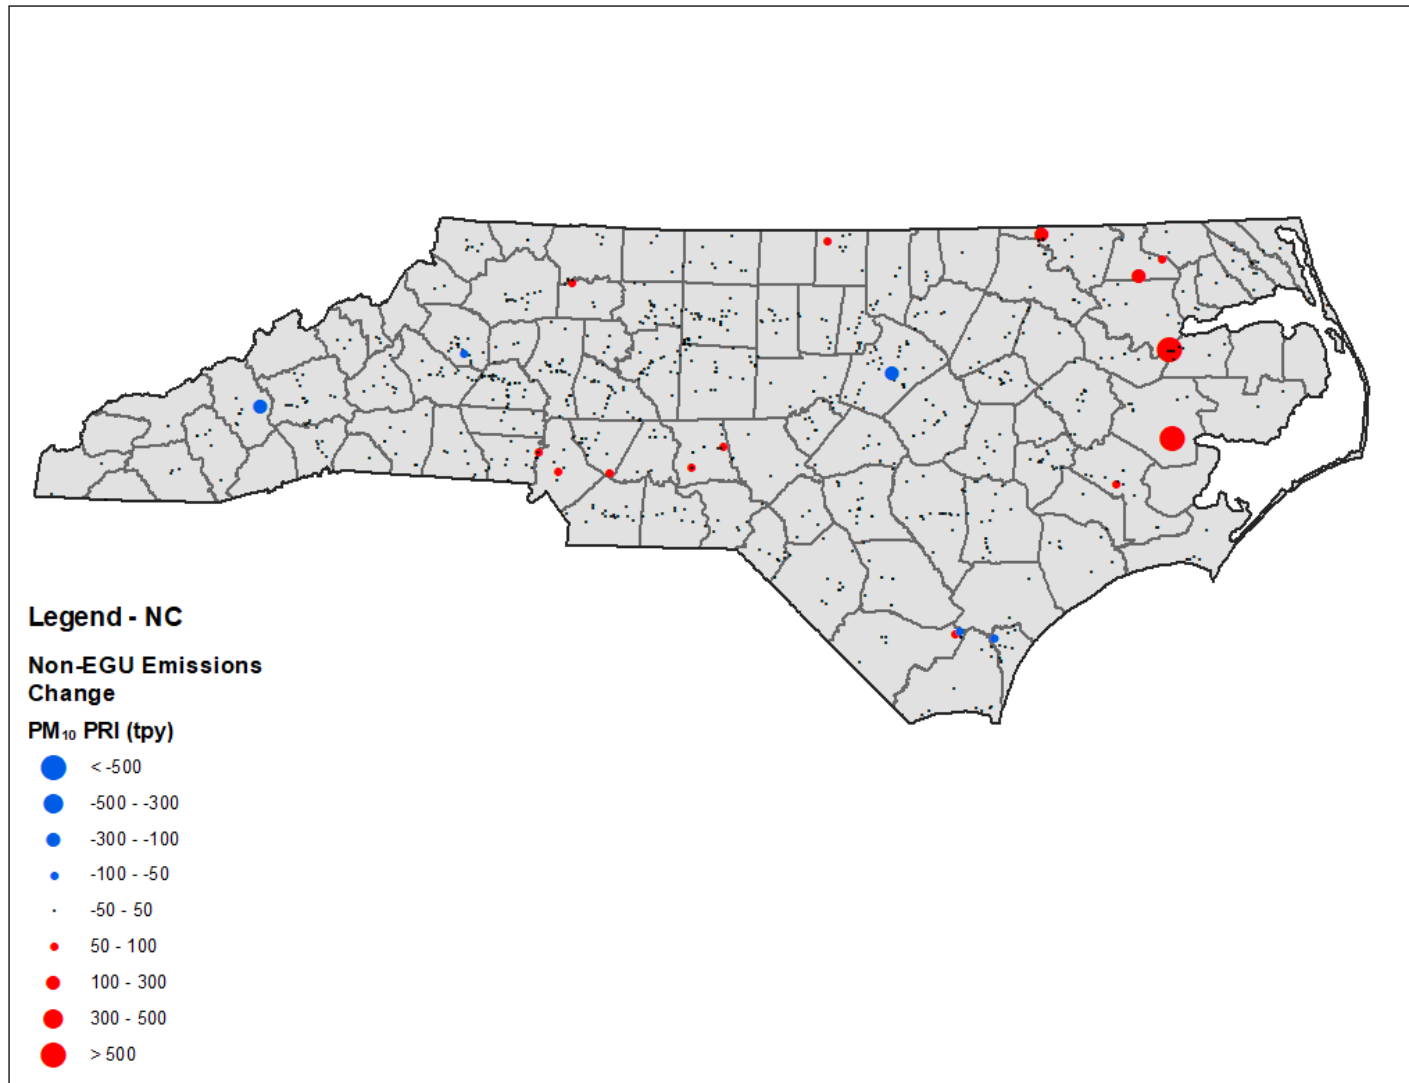 Legend - NC
Non-EGU Emissions
Change
PM₁₀ PRI (tpy)
< -500
-500 - -300
-300 - -100
-100 - -50
-50 - 50
50 - 100
100 - 300
300 - 500
> 500